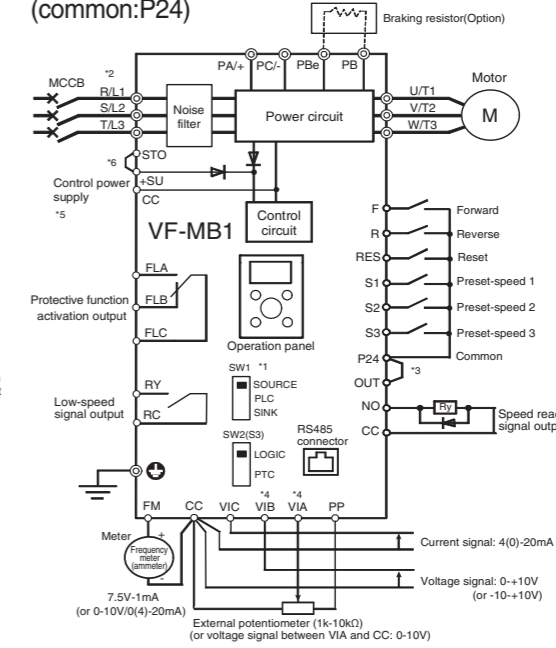 (common:P24)
Braking resistor(Option)
PA/+ PC/- PBe PB
MCCB *2
R/L1
S/L2
T/L3
Noise
filter
Power circuit
U/T1
V/T2
W/T3
Motor
M
*6 STO
Control power
supply
*5
+SU
CC
Control
circuit
VF-MB1
F Forward
R Reverse
RES Reset
S1 Preset-speed 1
S2 Preset-speed 2
S3 Preset-speed 3
P24 Common
*3
OUT
FLA
Protective function
activation output
FLB
FLC
Operation panel
SW1 *1
SOURCE
PLC
SINK
RY
Low-speed
signal output
RC
SW2(S3)
LOGIC
PTC
RS485
connector
NO Ry
CC
Speed
signal
FM CC VIC VIB VIA PP
*4 *4
Meter +
Frequency
meter
(ammeter)
-
7.5V-1mA
(or 0-10V/0(4)-20mA)
Current signal: 4(0)-20mA
Voltage signal: 0-+10V
(or -10-+10V)
External potentiometer (1k-10kΩ)
(or voltage signal between VIA and CC: 0-10V)